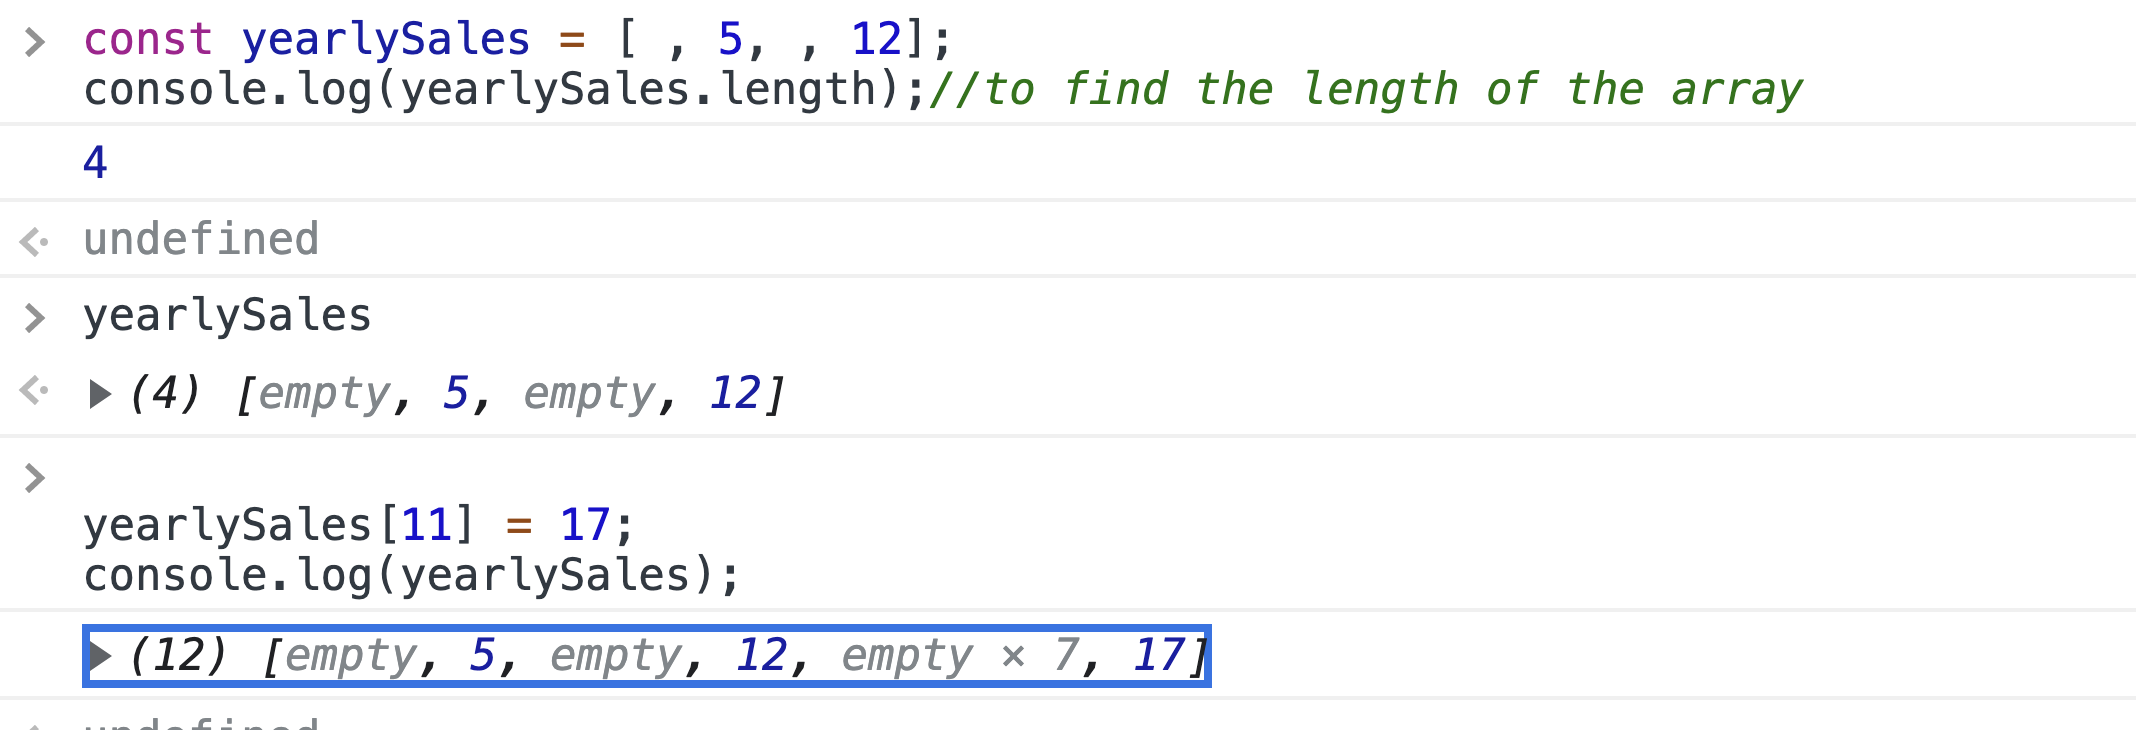 const yearlySales = [ , 5, , 12];
console.log(yearlySales.length);//to find the length of the array
4
undefined
yearlySales
(4) [empty, 5, empty, 12]
yearlySales[11] = 17;
console.log(yearlySales);
(12) [empty, 5, empty, 12, empty × 7, 17]
undefined